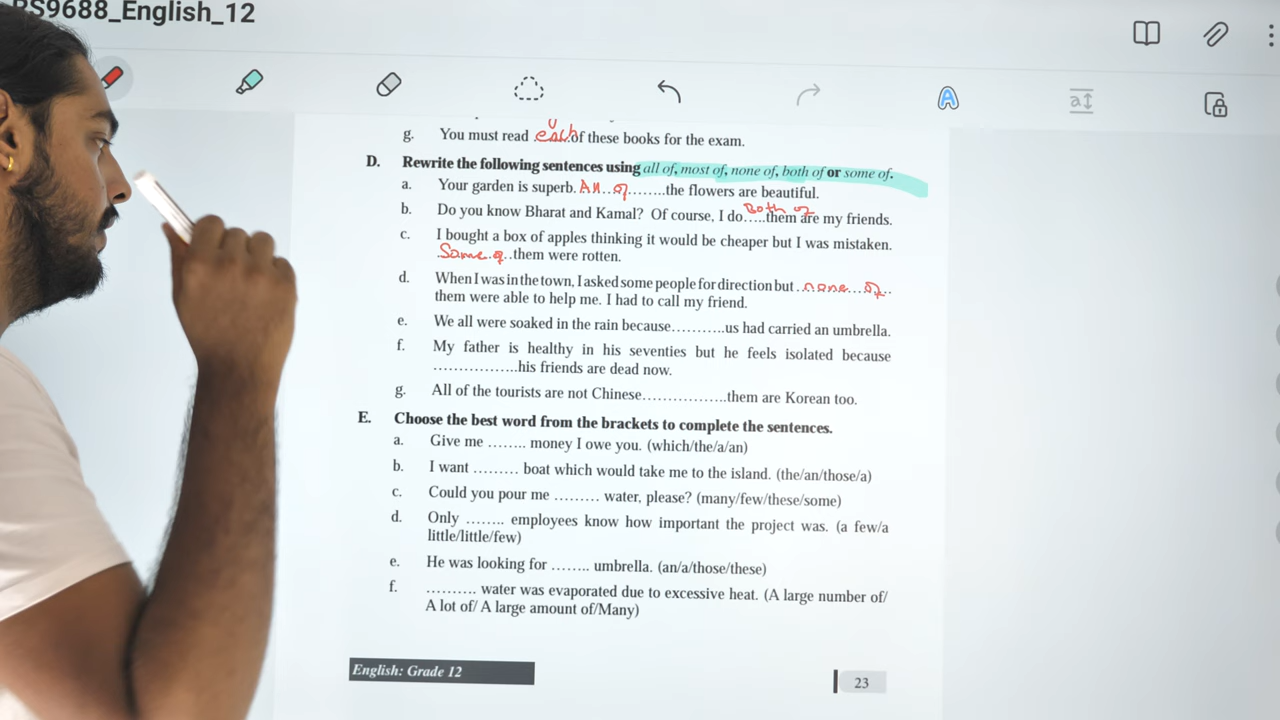 RS9688_English_12
g. You must read each of these books for the exam.
D. Rewrite the following sentences using all of, most of, none of, both of or some of.
a. Your garden is superb. All of ........the flowers are beautiful.
Both of
b. Do you know Bharat and Kamal? Of course, I do.....them are my friends.
c. I bought a box of apples thinking it would be cheaper but I was mistaken.
Some of them were rotten.
d. When I was in the town, I asked some people for direction but none of
them were able to help me. I had to call my friend.
e. We all were soaked in the rain because..........us had carried an umbrella.
f. My father is healthy in his seventies but he feels isolated because
.................his friends are dead now.
g. All of the tourists are not Chinese.................them are Korean too.
E. Choose the best word from the brackets to complete the sentences.
a. Give me ........ money I owe you. (which/the/a/an)
b. I want ......... boat which would take me to the island. (the/an/those/a)
c. Could you pour me ......... water, please? (many/few/these/some)
d. Only ........ employees know how important the project was. (a few/a
little/little/few)
e. He was looking for ........ umbrella. (an/a/those/these)
f. .......... water was evaporated due to excessive heat. (A large number of/
A lot of/ A large amount of/Many)
English: Grade 12
23